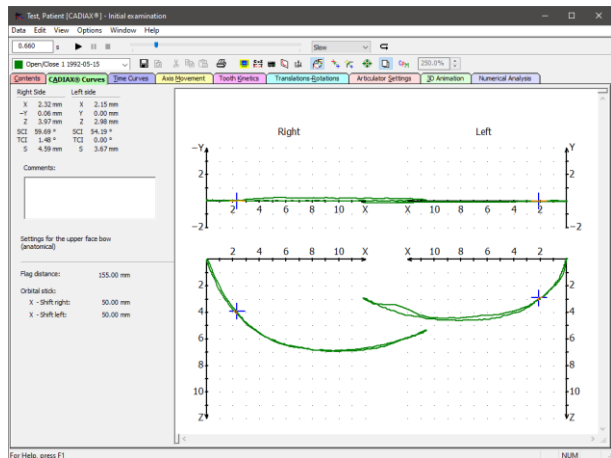 Test, Patient [CADIAX®] - Initial examination
Data Edit View Options Window Help
0.660 s Slow
Open/Close 1 1992-05-15 250.0%
Contents CADIAX® Curves Time Curves Axis Movement Tooth Kinetics Translations-Rotations Articulator Settings 3D Animation Numerical Analysis
Right Side Left side
X 2.32 mm X 2.15 mm
-Y 0.06 mm Y 0.00 mm
Z 3.97 mm Z 2.98 mm
SCI 59.69 ° SCI 54.19 °
TCI 1.48 ° TCI 0.00 °
S 4.59 mm S 3.67 mm
Comments:
Settings for the upper face bow
(anatomical)
Flag distance: 155.00 mm
Orbital stick:
X - Shift right: 50.00 mm
X - Shift left: 50.00 mm
Right Left
-Y Y
2 2
2 4 6 8 10 X X 10 8 6 4 2
2 -2
2 4 6 8 10 X X 10 8 6 4 2
2 2
4 4
6 6
8 8
10 10
Z Z
For Help, press F1 NUM